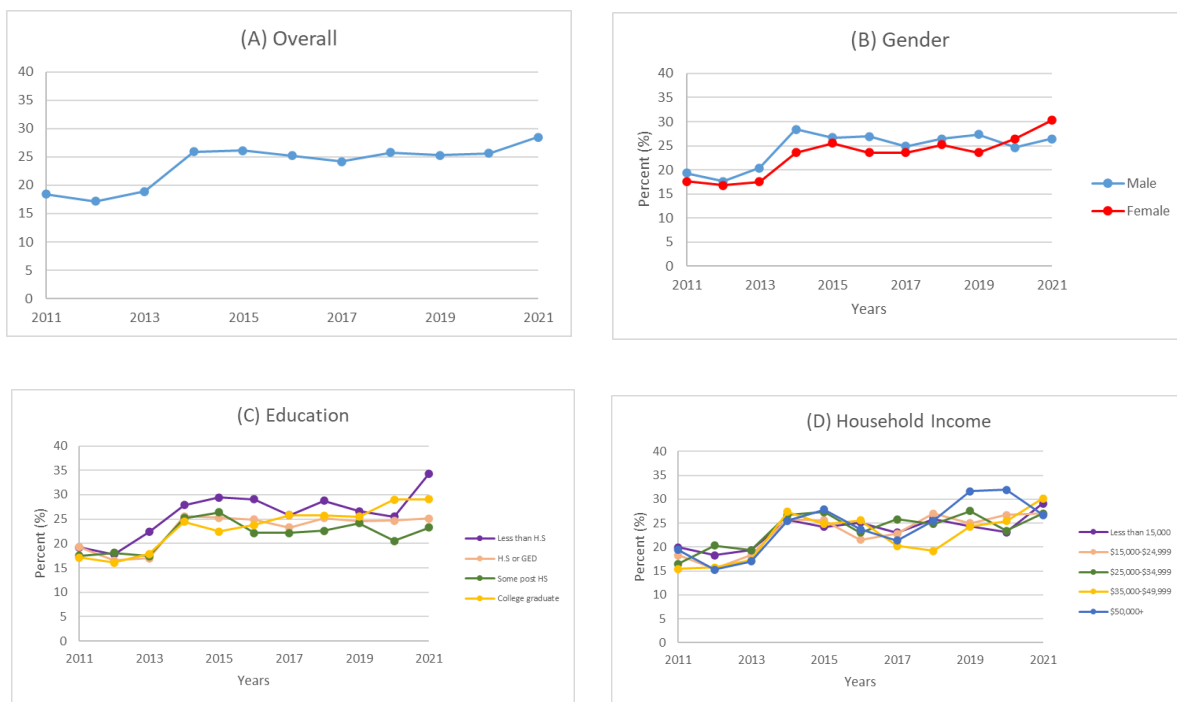 (A) Overall
40
35
30
25
20
15
10
5
0
2011 2013 2015 2017 2019 2021
(B) Gender
Percent (%)
40
35
30
25
20
15
10
5
0
2011 2013 2015 2017 2019 2021
Years
Male
Female
(C) Education
Percent (%)
40
35
30
25
20
15
10
5
0
2011 2013 2015 2017 2019 2021
Years
Less than H.S
H.S or GED
Some post HS
College graduate
(D) Household Income
Percent (%)
40
35
30
25
20
15
10
5
0
2011 2013 2015 2017 2019 2021
Years
Less than 15,000
$15,000-$24,999
$25,000-$34,999
$35,000-$49,999
$50,000+